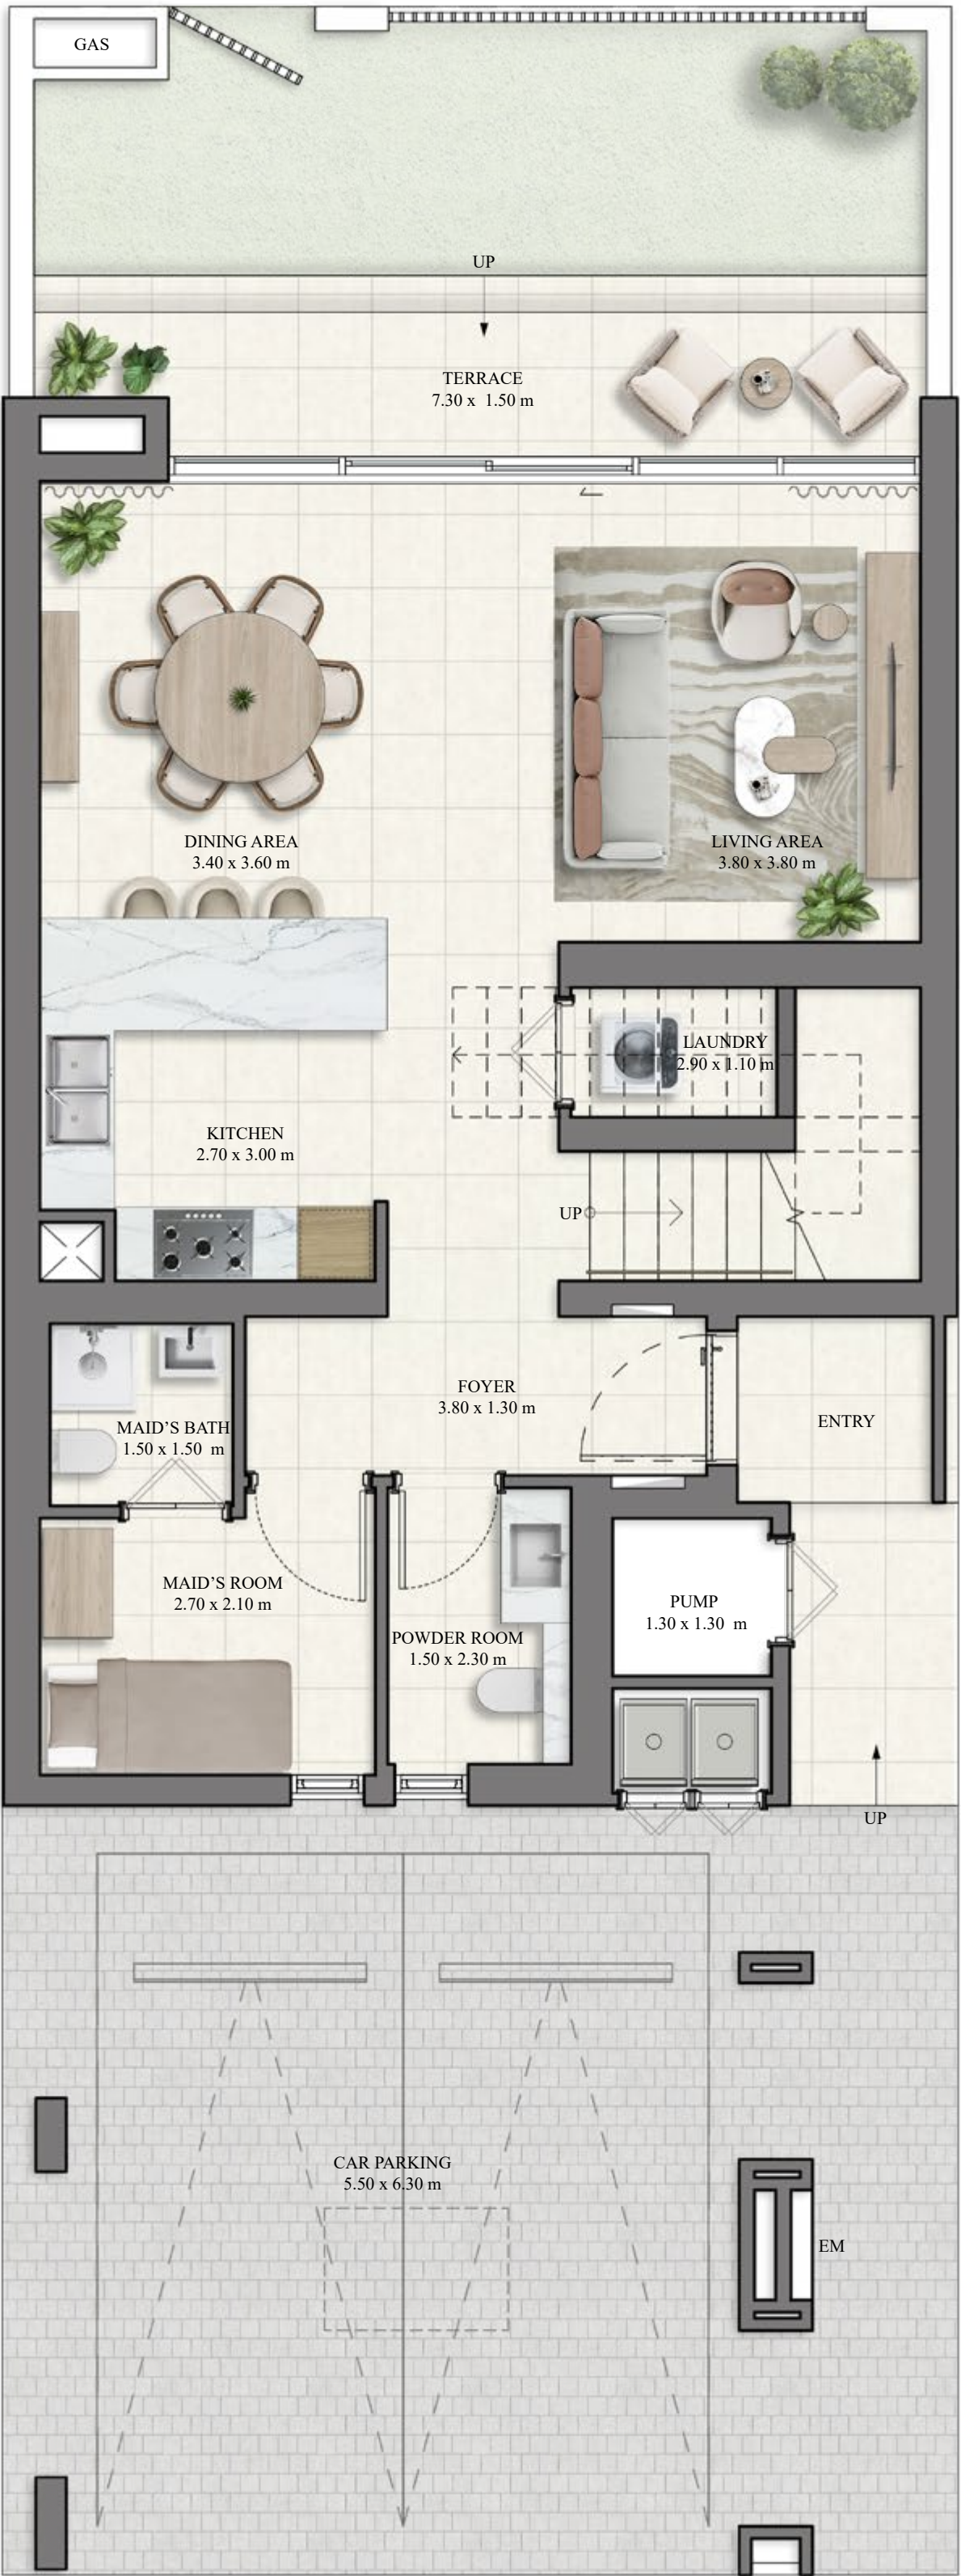 GAS
UP
TERRACE
7.30 x 1.50 m
DINING AREA
3.40 x 3.60 m
LIVING AREA
3.80 x 3.80 m
LAUNDRY
2.90 x 1.10 m
KITCHEN
2.70 x 3.00 m
UP
FOYER
3.80 x 1.30 m
ENTRY
MAID’S BATH
1.50 x 1.50 m
MAID’S ROOM
2.70 x 2.10 m
POWDER ROOM
1.50 x 2.30 m
PUMP
1.30 x 1.30 m
UP
CAR PARKING
5.50 x 6.30 m
EM